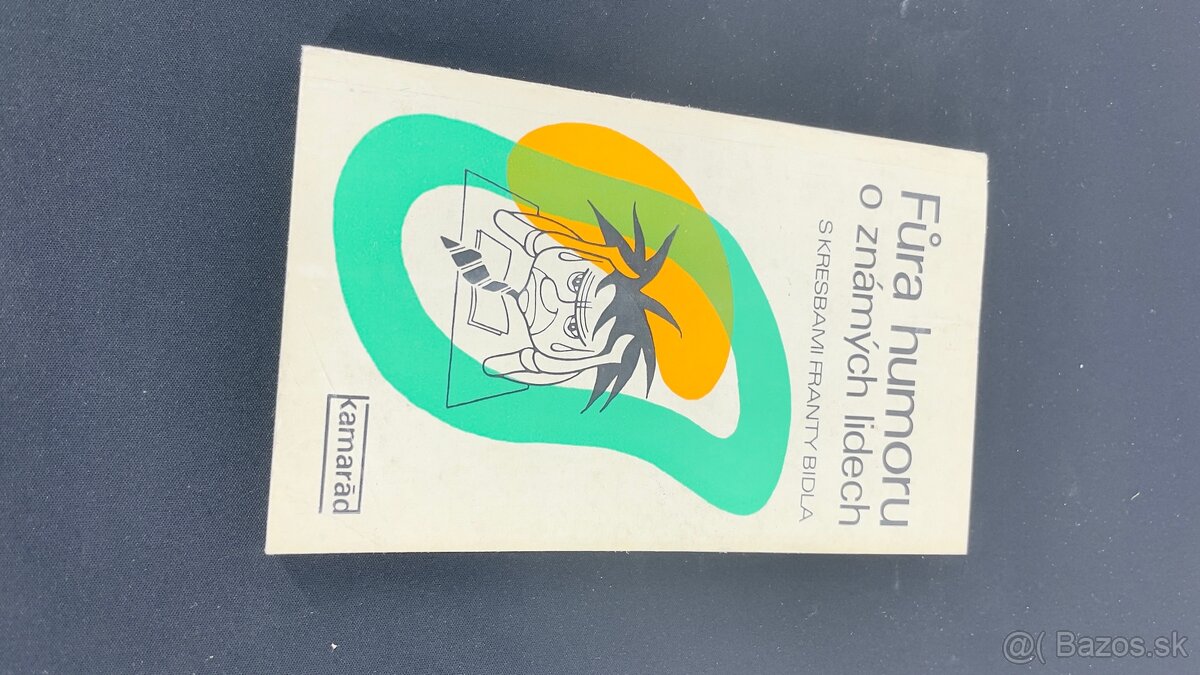 Fůra humoru
o známých lidech
S KRESBAMI FRANTY BIDLA
kamarád
@( Bazos.sk